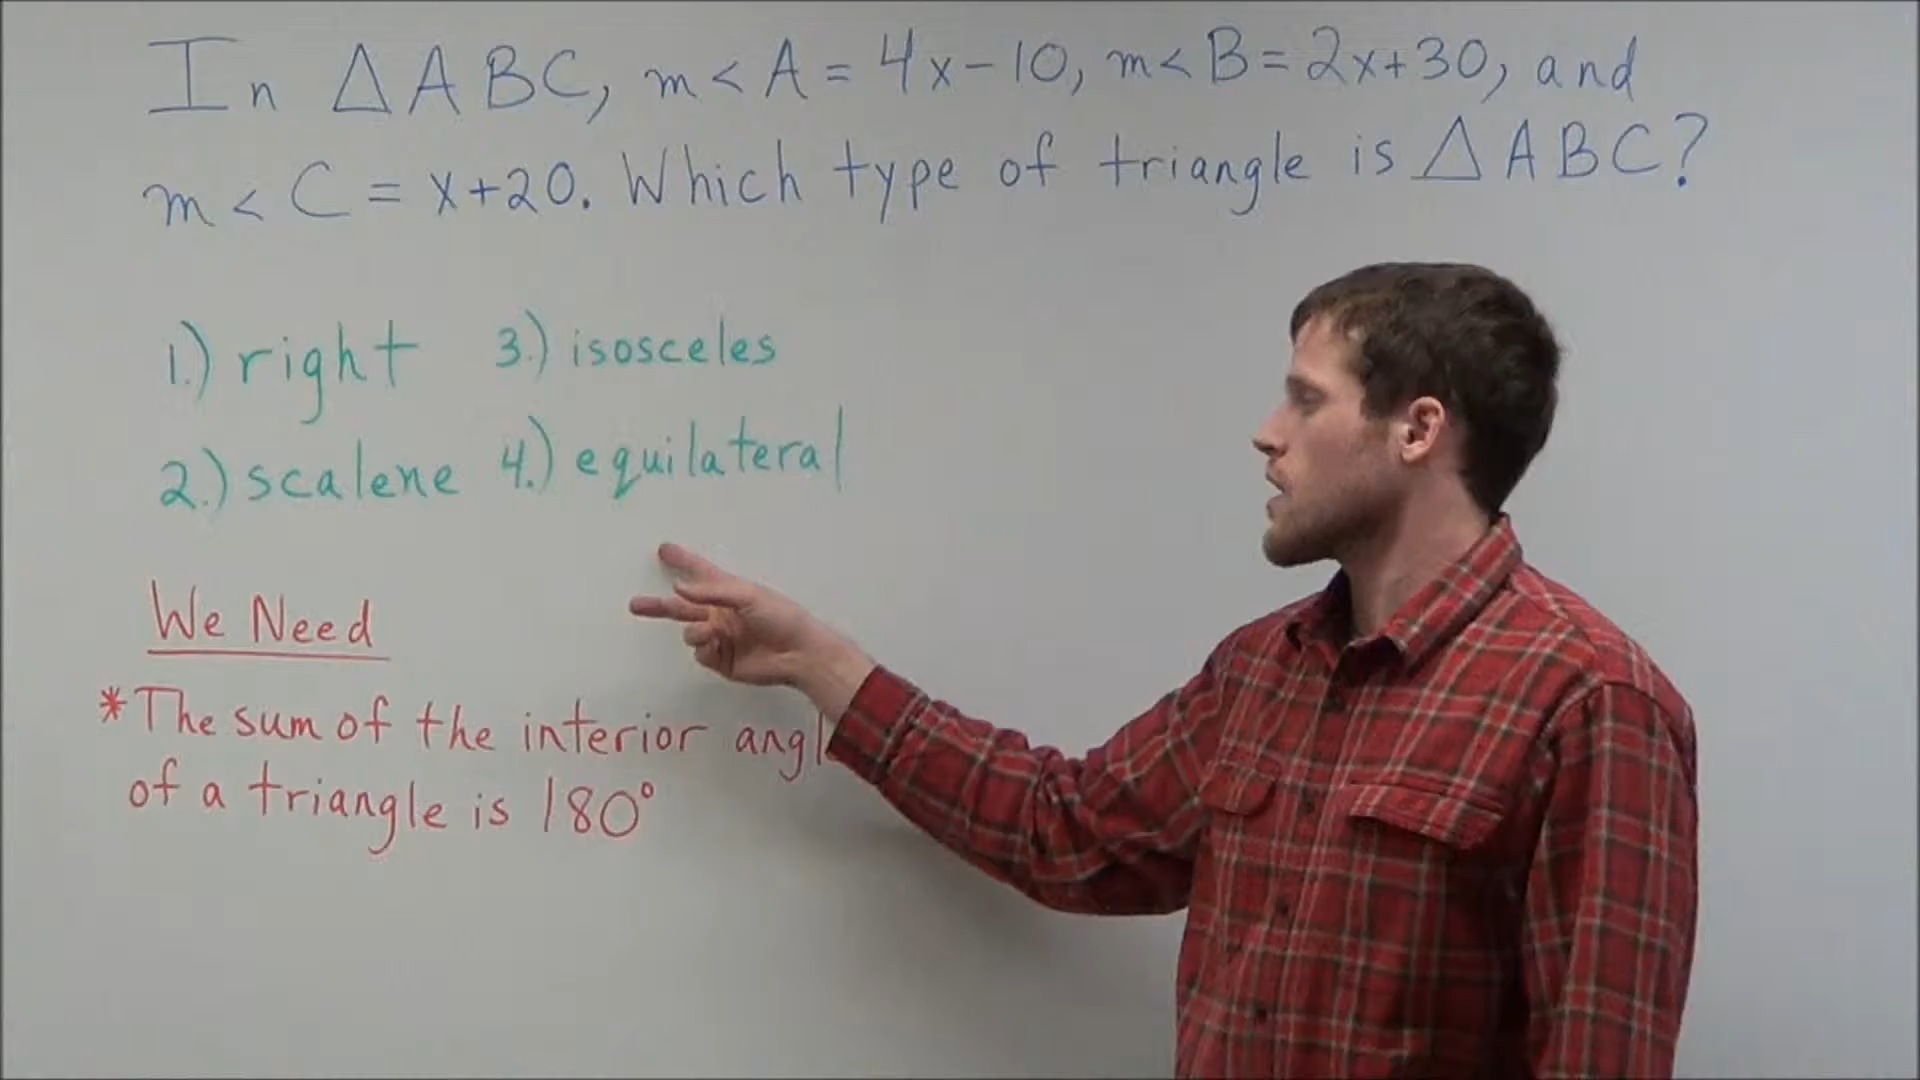 In △ABC, m<A = 4x-10, m<B = 2x+30, and
m<C = x+20. Which type of triangle is △ABC?
1.) right 3.) isosceles
2.) scalene 4.) equilateral
We Need
*The sum of the interior
of a triangle is 180°